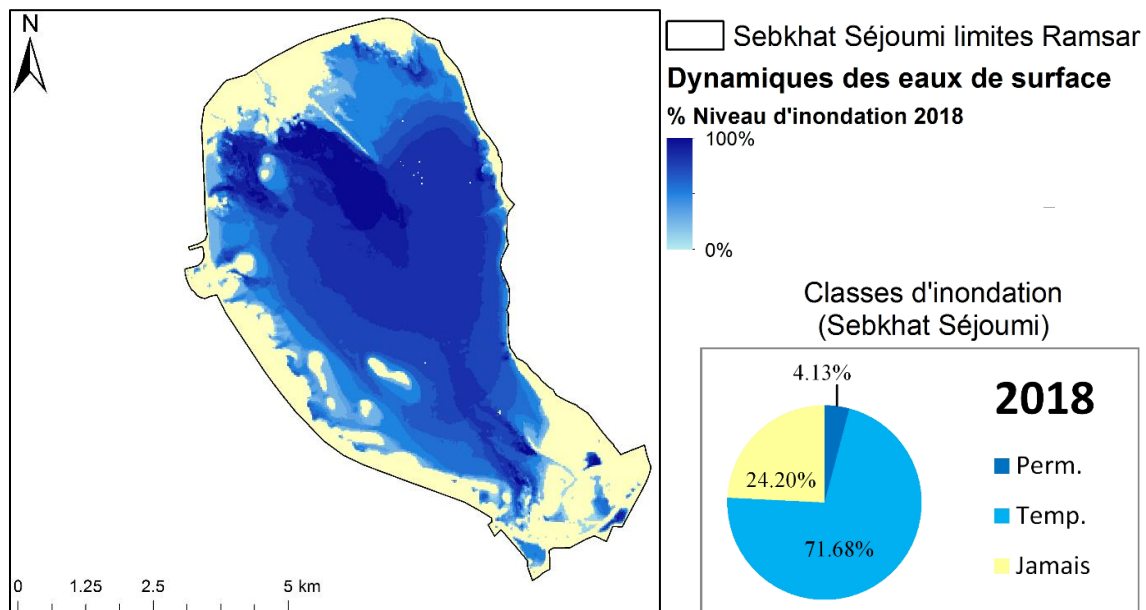 N
Sebkhat Séjoumi limites Ramsar
Dynamiques des eaux de surface
% Niveau d'inondation 2018
100%
0%
Classes d'inondation
(Sebkhat Séjoumi)
4.13%
24.20%
71.68%
2018
Perm.
Temp.
Jamais
0 1.25 2.5 5 km